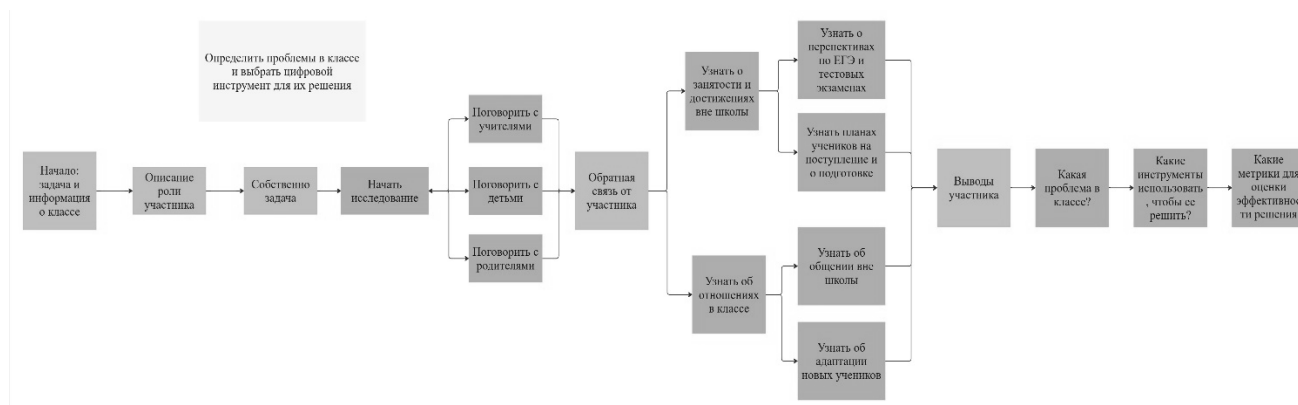 Определить проблемы в классе
и выбрать цифровой
инструмент для их решения
Начало:
задача и
информация
о классе
Описание
роли
участника
Собственно
задача
Начать
исследование
Поговорить с
учителями
Поговорить с
детьми
Поговорить с
родителями
Обратная
связь от
участника
Узнать о
занятости и
достижениях
вне школы
Узнать о
перспективах
по ЕГЭ и
тестовых
экзаменах
Узнать планах
учеников на
поступление и
о подготовке
Узнать об
отношениях
в классе
Узнать об
общении вне
школы
Узнать об
адаптации
новых учеников
Выводы
участника
Какая
проблема в
классе?
Какие
инструменты
использовать
, чтобы ее
решить?
Какие
метрики для
оценки
эффективнос
ти решения